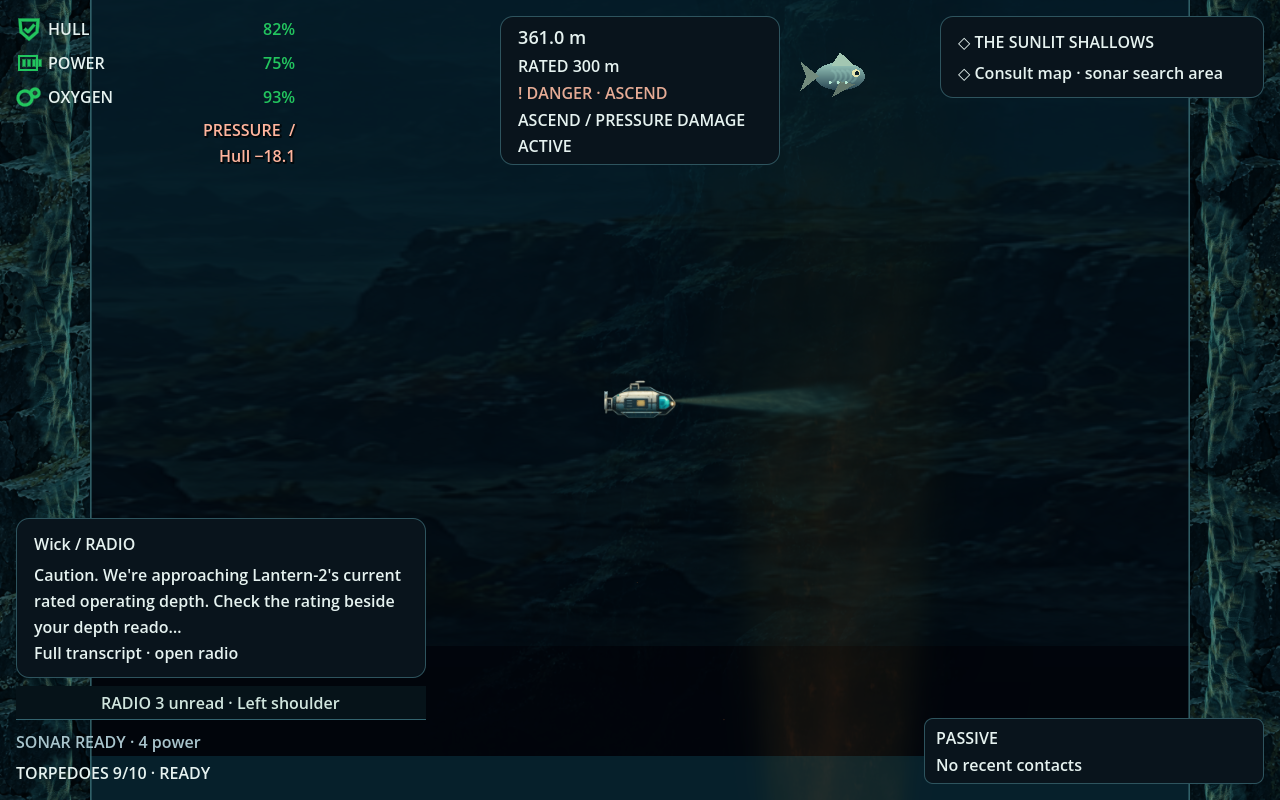 HULL 82%
POWER 75%
OXYGEN 93%
PRESSURE /
Hull −18.1
361.0 m
RATED 300 m
! DANGER · ASCEND
ASCEND / PRESSURE DAMAGE
ACTIVE
◇ THE SUNLIT SHALLOWS
◇ Consult map · sonar search area
Wick / RADIO
Caution. We're approaching Lantern-2's current
rated operating depth. Check the rating beside
your depth reado...
Full transcript · open radio
RADIO 3 unread · Left shoulder
SONAR READY · 4 power
TORPEDOES 9/10 · READY
PASSIVE
No recent contacts